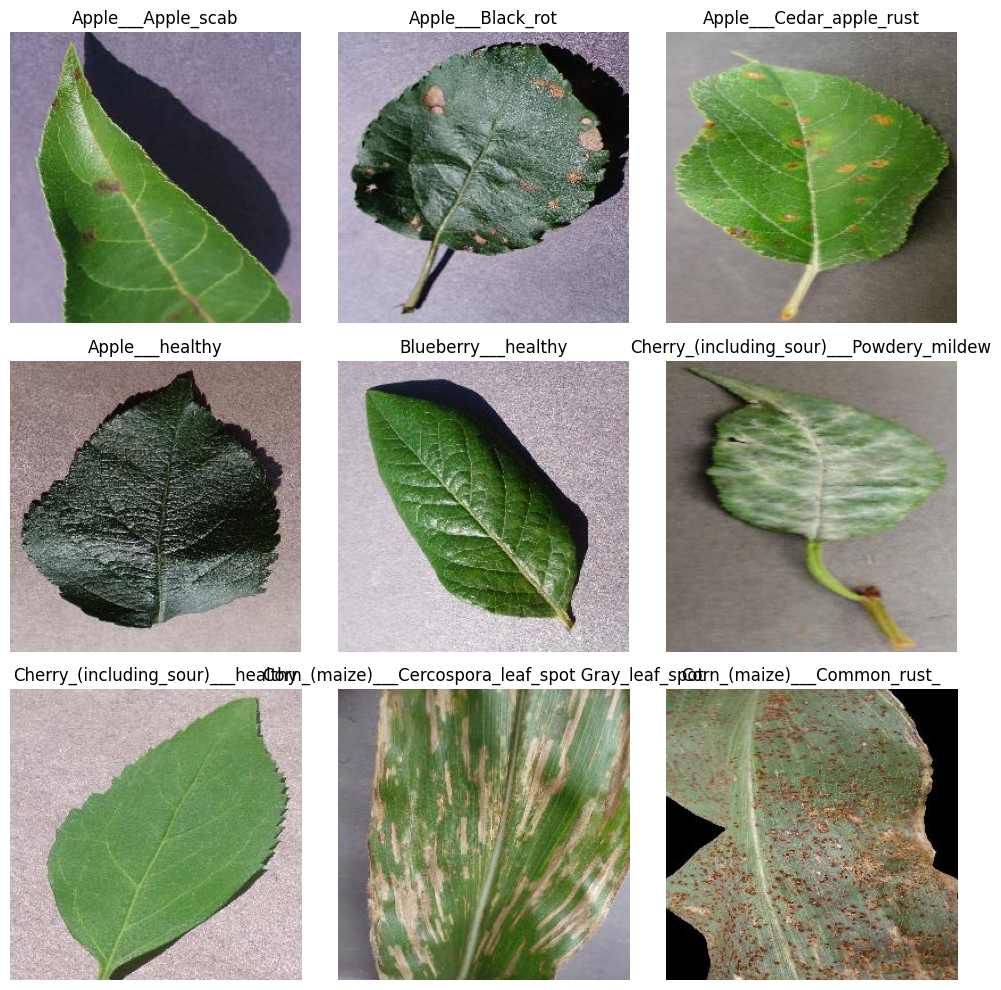 Apple___Apple_scab
Apple___Black_rot
Apple___Cedar_apple_rust
Apple___healthy
Blueberry___healthy
Cherry_(including_sour)___Powdery_mildew
Cherry_(including_sour)___healthy
Corn_(maize)___Cercospora_leaf_spot Gray_leaf_spot
Corn_(maize)___Common_rust_